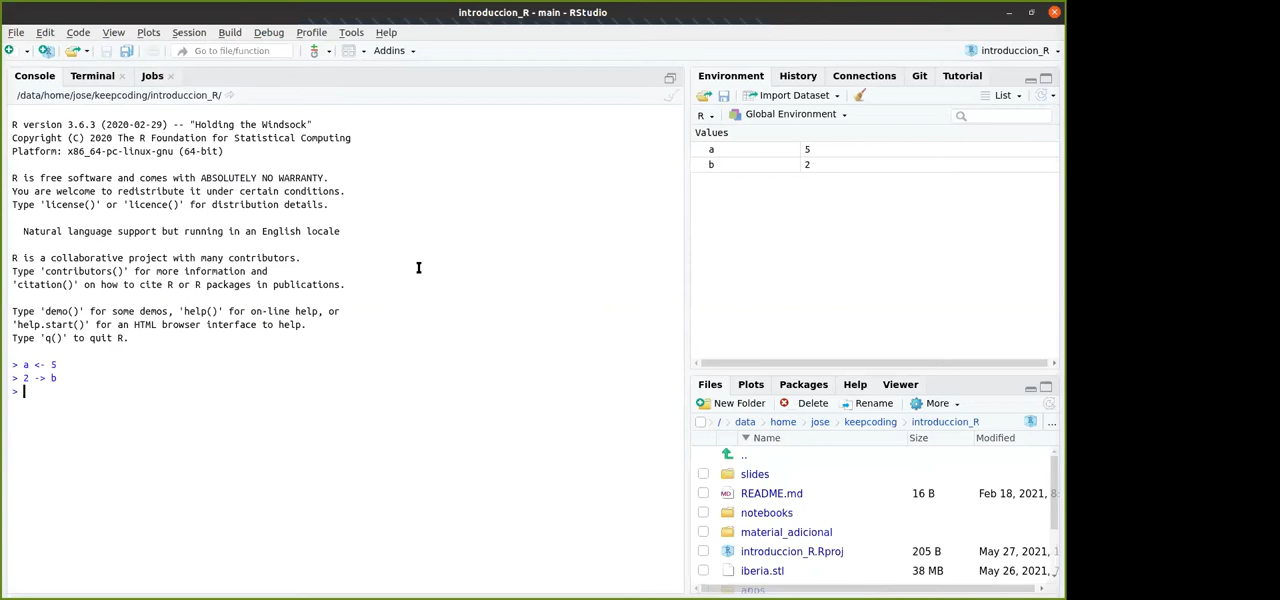 introduccion_R - main - RStudio
File Edit Code View Plots Session Build Debug Profile Tools Help
Go to file/function Addins introduccion_R
Console Terminal Jobs
/data/home/jose/keepcoding/introduccion_R/
R version 3.6.3 (2020-02-29) -- "Holding the Windsock"
Copyright (C) 2020 The R Foundation for Statistical Computing
Platform: x86_64-pc-linux-gnu (64-bit)
R is free software and comes with ABSOLUTELY NO WARRANTY.
You are welcome to redistribute it under certain conditions.
Type 'license()' or 'licence()' for distribution details.
Natural language support but running in an English locale
R is a collaborative project with many contributors.
Type 'contributors()' for more information and
'citation()' on how to cite R or R packages in publications.
Type 'demo()' for some demos, 'help()' for on-line help, or
'help.start()' for an HTML browser interface to help.
Type 'q()' to quit R.
> a <- 5
> 2 -> b
>
Environment History Connections Git Tutorial
Import Dataset List
R Global Environment
Values
a 5
b 2
Files Plots Packages Help Viewer
New Folder Delete Rename More
/ data home jose keepcoding introduccion_R ...
Name Size Modified
..
slides
README.md 16 B Feb 18, 2021, 8:
notebooks
material_adicional
introduccion_R.Rproj 205 B May 27, 2021, 1
iberia.stl 38 MB May 26, 2021,
apps